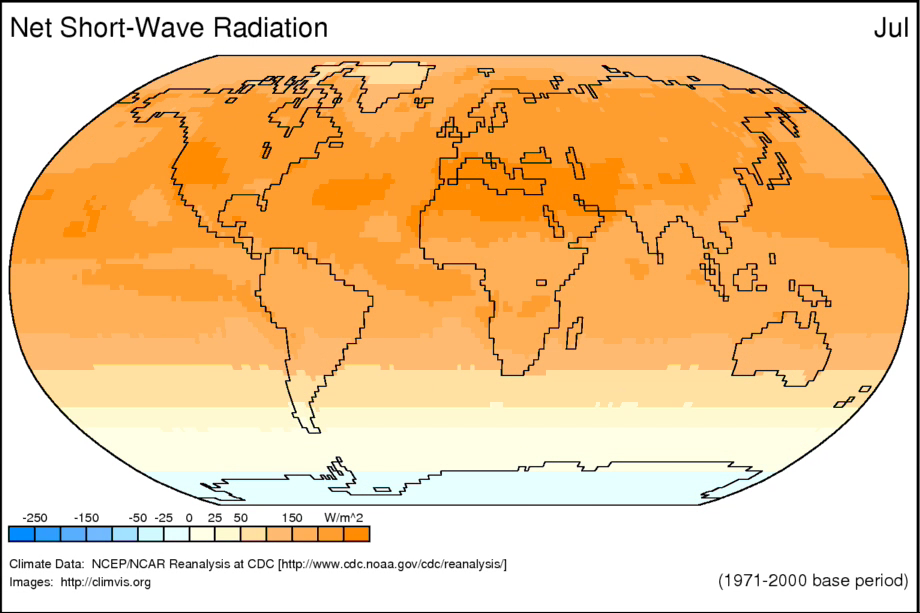 Net Short-Wave Radiation Jul
-250 -150 -50 -25 0 25 50 150 W/m^2
Climate Data: NCEP/NCAR Reanalysis at CDC [http://www.cdc.noaa.gov/cdc/reanalysis/]
Images: http://climvis.org (1971-2000 base period)